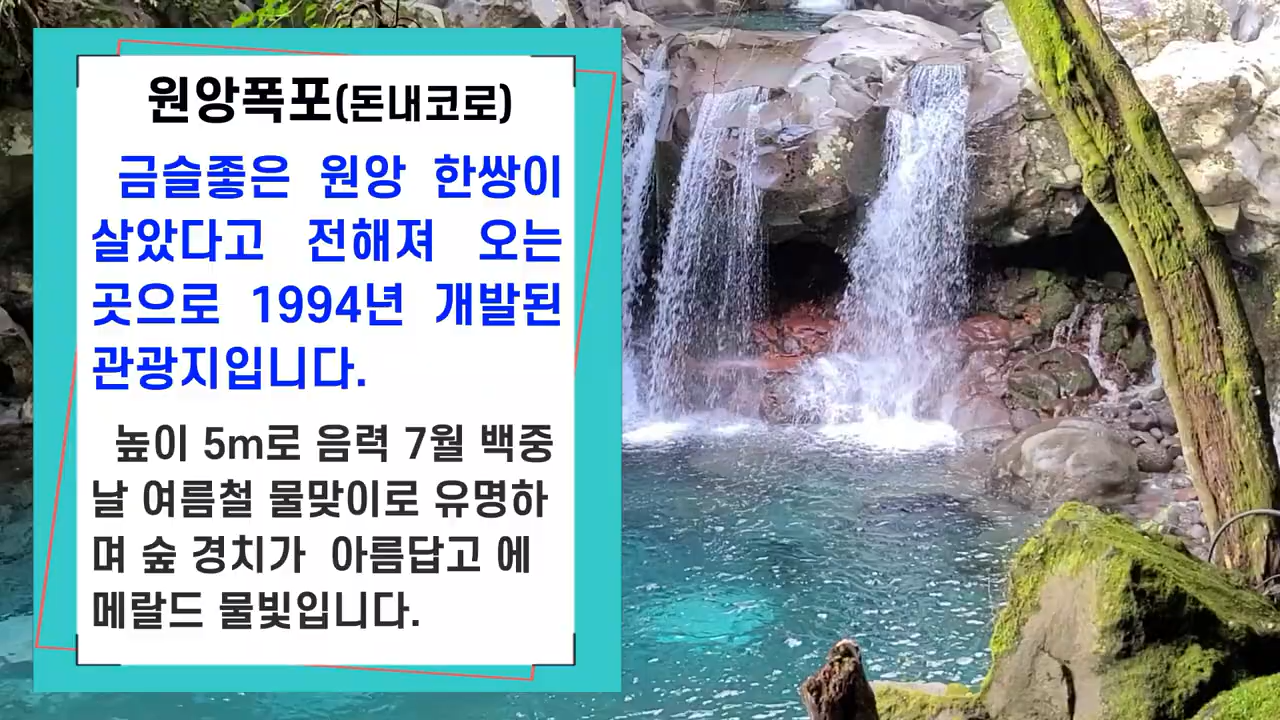 원앙폭포(돈내코로)
금슬좋은 원앙 한쌍이
살았다고 전해져 오는
곳으로 1994년 개발된
관광지입니다.
높이 5m로 음력 7월 백중
날 여름철 물맞이로 유명하
며 숲 경치가 아름답고 에
메랄드 물빛입니다.